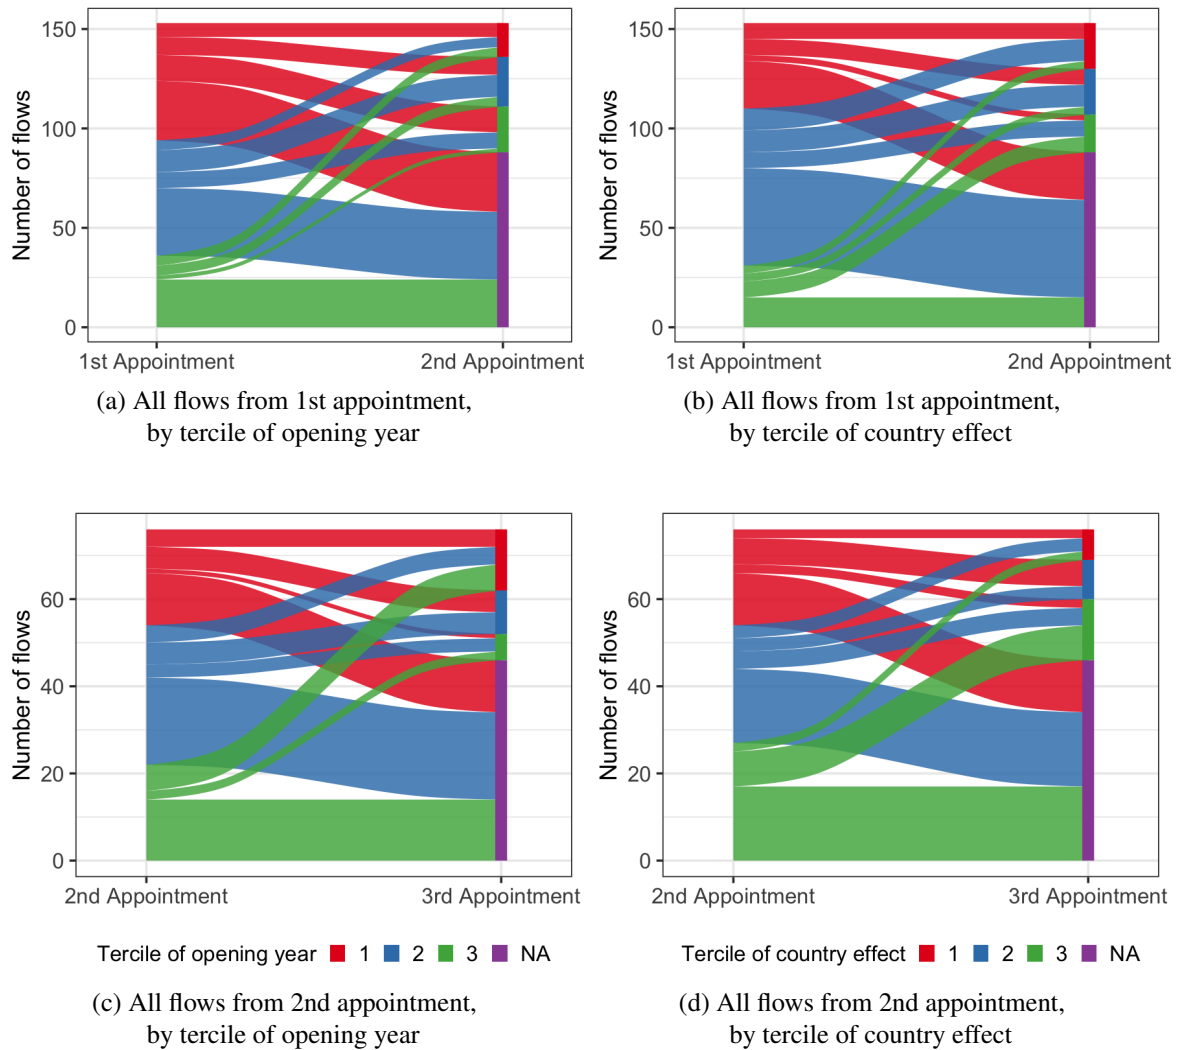 150
100
50
0
Number of flows
1st Appointment
2nd Appointment
(a) All flows from 1st appointment,
by tercile of opening year
150
100
50
0
Number of flows
1st Appointment
2nd Appointment
(b) All flows from 1st appointment,
by tercile of country effect
60
40
20
0
Number of flows
2nd Appointment
3rd Appointment
Tercile of opening year 1 2 3 NA
(c) All flows from 2nd appointment,
by tercile of opening year
60
40
20
0
Number of flows
2nd Appointment
3rd Appointment
Tercile of country effect 1 2 3 NA
(d) All flows from 2nd appointment,
by tercile of country effect